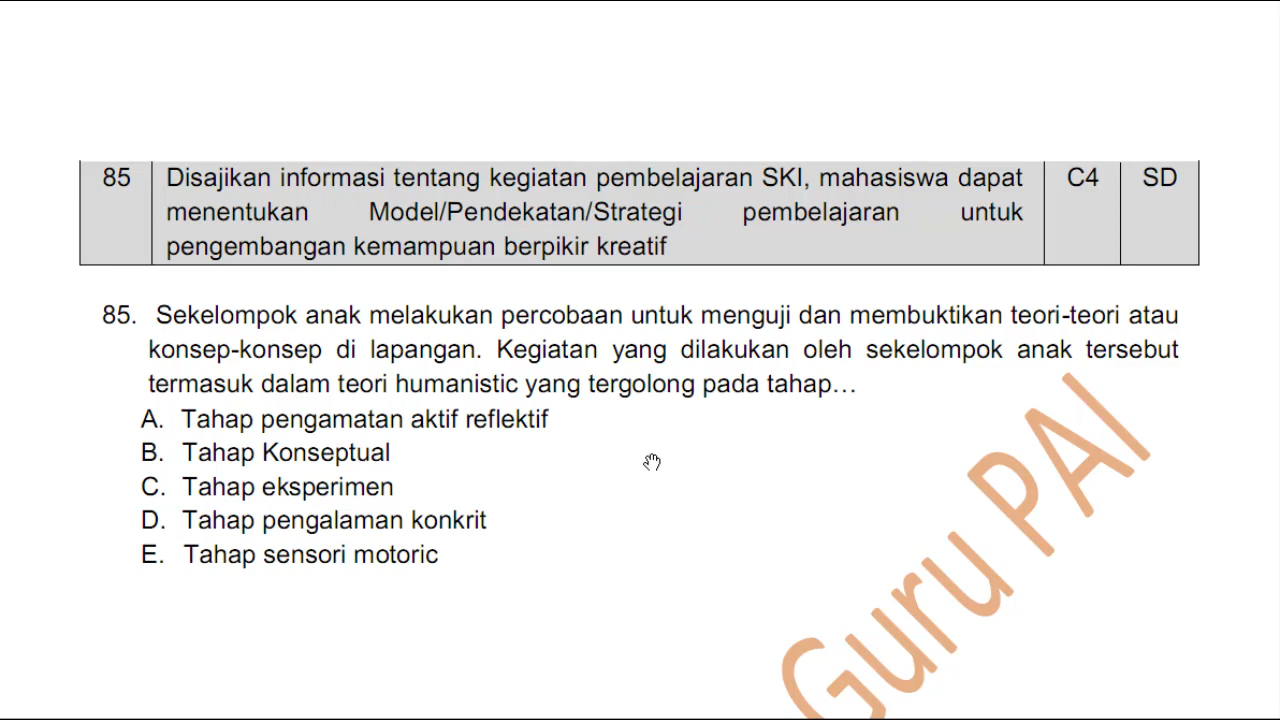 85 Disajikan informasi tentang kegiatan pembelajaran SKI, mahasiswa dapat C4 SD
menentukan Model/Pendekatan/Strategi pembelajaran untuk
pengembangan kemampuan berpikir kreatif
85. Sekelompok anak melakukan percobaan untuk menguji dan membuktikan teori-teori atau
konsep-konsep di lapangan. Kegiatan yang dilakukan oleh sekelompok anak tersebut
termasuk dalam teori humanistic yang tergolong pada tahap…
A. Tahap pengamatan aktif reflektif
B. Tahap Konseptual
C. Tahap eksperimen
D. Tahap pengalaman konkrit
E. Tahap sensori motoric
Guru PAI